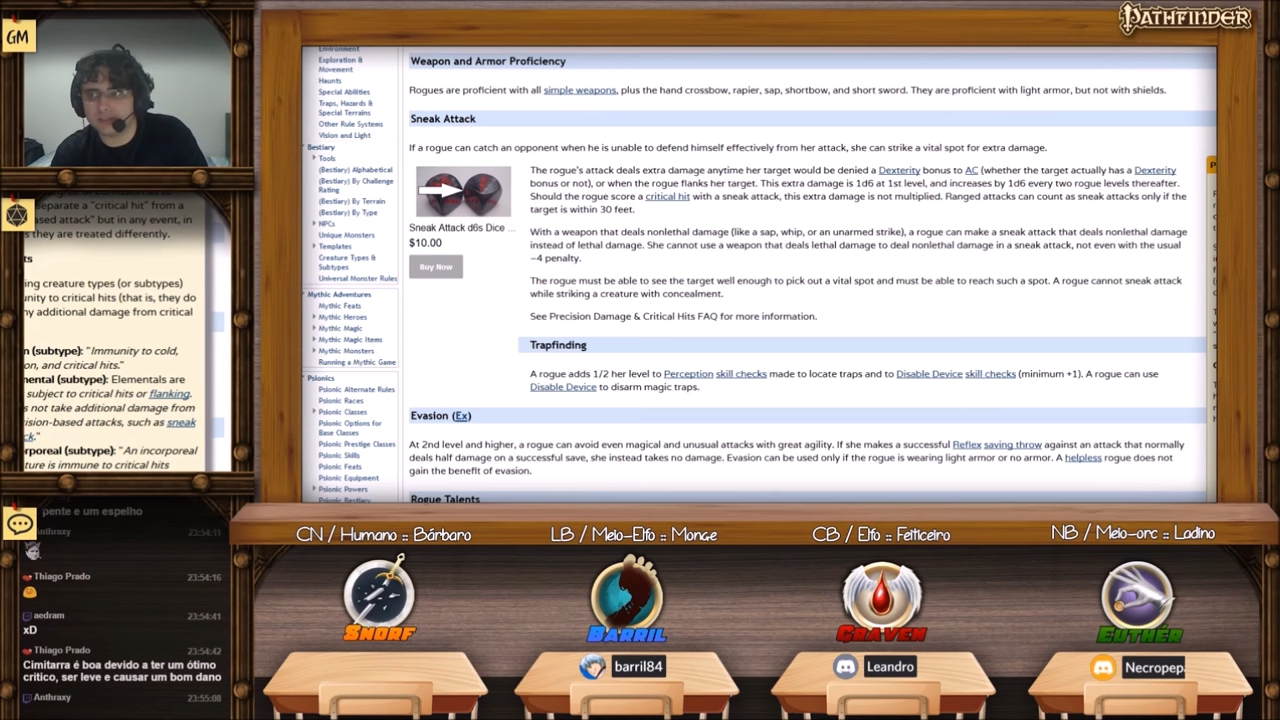 GM
PATHFINDER
Environment
Exploration &
Movement
Haunts
Special Abilities
Traps, Hazards &
Special Terrains
Other Rule Systems
Vision and Light
Bestiary
Tools
(Bestiary) Alphabetical
(Bestiary) By Challenge
Rating
(Bestiary) By Terrain
(Bestiary) By Type
NPCs
Unique Monsters
Templates
Creature Types &
Subtypes
Universal Monster Rules
Mythic Adventures
Mythic Feats
Mythic Heroes
Mythic Magic
Mythic Magic Items
Mythic Monsters
Running a Mythic Game
Psionics
Psionic Alternate Rules
Psionic Races
Psionic Classes
Psionic Options for
Base Classes
Psionic Prestige Classes
Psionic Skills
Psionic Feats
Psionic Equipment
Psionic Powers
Psionic Bestiary
Weapon and Armor Proficiency
Rogues are proficient with all simple weapons, plus the hand crossbow, rapier, sap, shortbow, and short sword. They are proficient with light armor, but not with shields.
Sneak Attack
If a rogue can catch an opponent when he is unable to defend himself effectively from her attack, she can strike a vital spot for extra damage.
Sneak Attack d6s Dice ...
$10.00
Buy Now
The rogue's attack deals extra damage anytime her target would be denied a Dexterity bonus to AC (whether the target actually has a Dexterity
bonus or not), or when the rogue flanks her target. This extra damage is 1d6 at 1st level, and increases by 1d6 every two rogue levels thereafter.
Should the rogue score a critical hit with a sneak attack, this extra damage is not multiplied. Ranged attacks can count as sneak attacks only if the
target is within 30 feet.
With a weapon that deals nonlethal damage (like a sap, whip, or an unarmed strike), a rogue can make a sneak attack that deals nonlethal damage
instead of lethal damage. She cannot use a weapon that deals lethal damage to deal nonlethal damage in a sneak attack, not even with the usual
–4 penalty.
The rogue must be able to see the target well enough to pick out a vital spot and must be able to reach such a spot. A rogue cannot sneak attack
while striking a creature with concealment.
See Precision Damage & Critical Hits FAQ for more information.
Trapfinding
A rogue adds 1/2 her level to Perception skill checks made to locate traps and to Disable Device skill checks (minimum +1). A rogue can use
Disable Device to disarm magic traps.
Evasion (Ex)
At 2nd level and higher, a rogue can avoid even magical and unusual attacks with great agility. If she makes a successful Reflex saving throw against an attack that normally
deals half damage on a successful save, she instead takes no damage. Evasion can be used only if the rogue is wearing light armor or no armor. A helpless rogue does not
gain the benefit of evasion.
Rogue Talents
separate a "critical hit" from a
ased attack" but in any event, in
s they are treated differently.
ts
ing creature types (or subtypes)
unity to critical hits (that is, they do
ny additional damage from critical
n (subtype): "Immunity to cold,
on, and critical hits."
mental (subtype): Elementals are
subject to critical hits or flanking.
s not take additional damage from
ision-based attacks, such as sneak
ck."
rporeal (subtype): "An incorporeal
ture is immune to critical hits
pente e um espelho
Anthraxy 23:54:11
Thiago Prado 23:54:16
aedram 23:54:41
xD
Thiago Prado 23:54:42
Cimitarra é boa devido a ter um ótimo
critico, ser leve e causar um bom dano
Anthraxy 23:55:08
CN / Humano :: Bárbaro
LB / Meio-Elfo :: Monge
CB / Elfo :: Feiticeiro
NB / Meio-orc :: Ladino
SNORF
BARRIL
GRAVEN
EUTHER
barril84
Leandro
Necropep